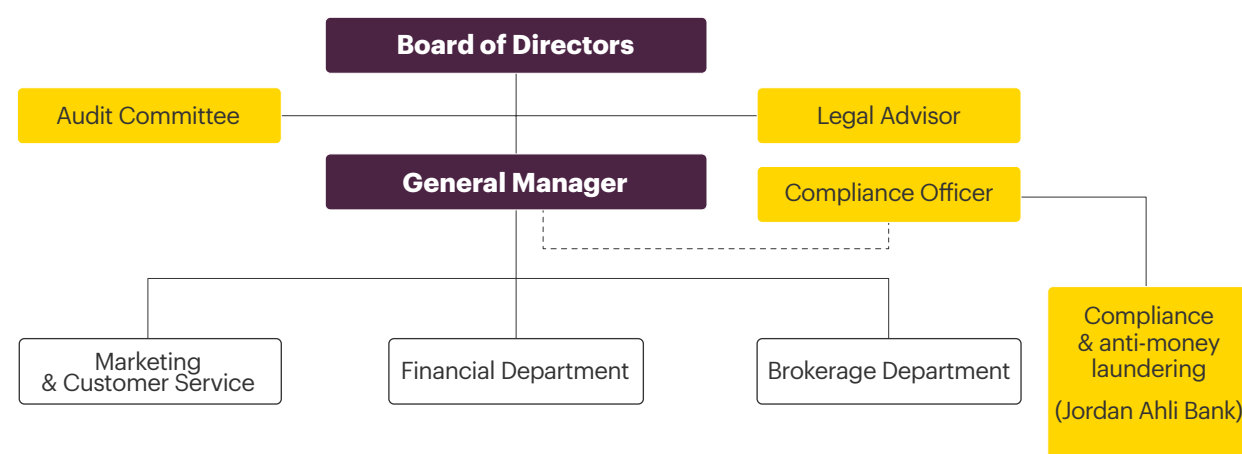 Board of Directors
Audit Committee
Legal Advisor
General Manager
Compliance Officer
Marketing
& Customer Service
Financial Department
Brokerage Department
Compliance
& anti-money
laundering
(Jordan Ahli Bank)